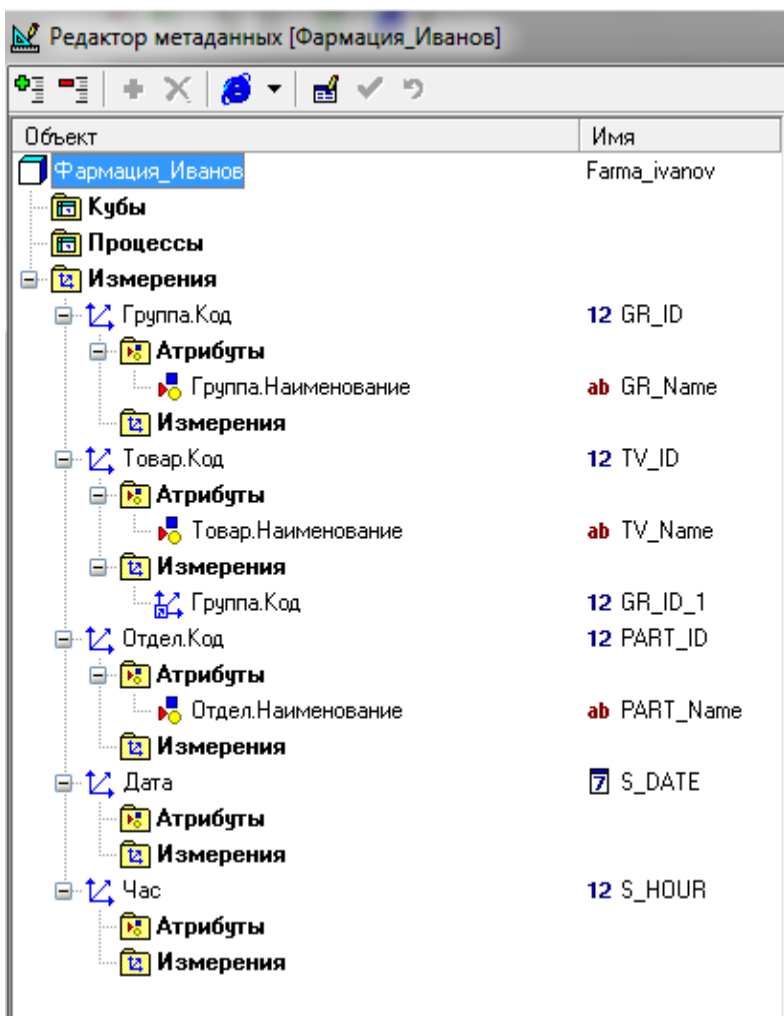 Редактор метаданных [Фармация_Иванов]
Объект Имя
Фармация_Иванов Farma_ivanov
Кубы
Процессы
Измерения
Группа.Код 12 GR_ID
Атрибуты
Группа.Наименование ab GR_Name
Измерения
Товар.Код 12 TV_ID
Атрибуты
Товар.Наименование ab TV_Name
Измерения
Группа.Код 12 GR_ID_1
Отдел.Код 12 PART_ID
Атрибуты
Отдел.Наименование ab PART_Name
Измерения
Дата 7 S_DATE
Атрибуты
Измерения
Час 12 S_HOUR
Атрибуты
Измерения